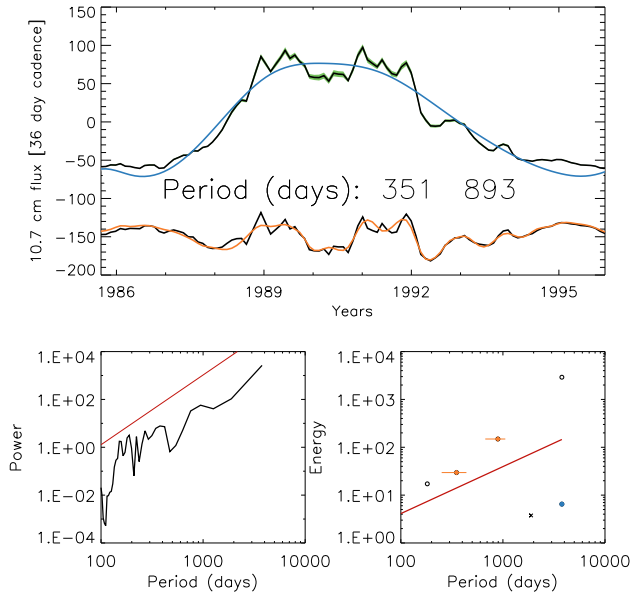 10.7 cm flux [36 day cadence]
150
100
50
0
−50
−100
−150
−200
Period (days): 351 893
1986 1989 1992 1995
Years
Power
1.E+04
1.E+02
1.E+00
1.E−02
1.E−04
100 1000 10000
Period (days)
Energy
1.E+04
1.E+03
1.E+02
1.E+01
1.E+00
100 1000 10000
Period (days)